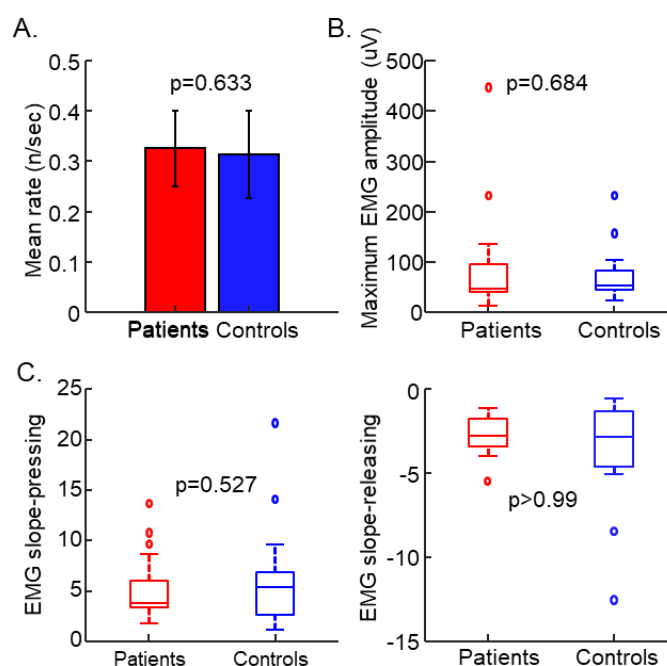 A.
Mean rate (n/sec)
0.5
0.4
0.3
0.2
0.1
0
p=0.633
Patients Controls
B.
Maximum EMG amplitude (uV)
500
400
300
200
100
0
p=0.684
Patients Controls
C.
EMG slope-pressing
25
20
15
10
5
0
p=0.527
Patients Controls
EMG slope-releasing
0
-5
-10
-15
p>0.99
Patients Controls